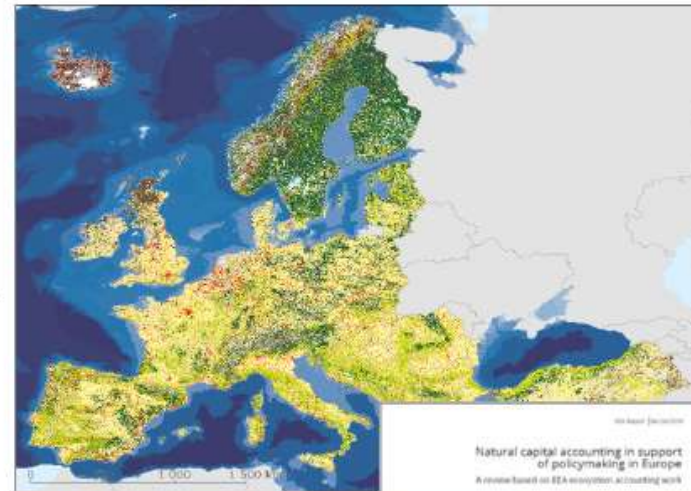 0 1 000 1 500
Natural capital accounting in support
of policymaking in Europe
A review based on EEA ecosystem accounting work